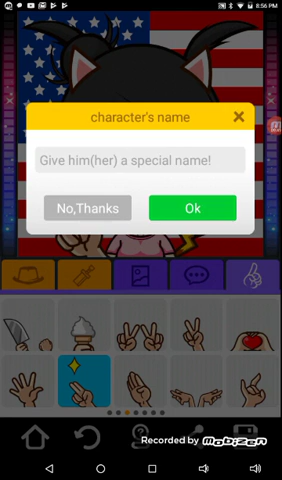 8:56 PM
character's name
Give him(her) a special name!
No,Thanks
Ok
Recorded by Mobizen